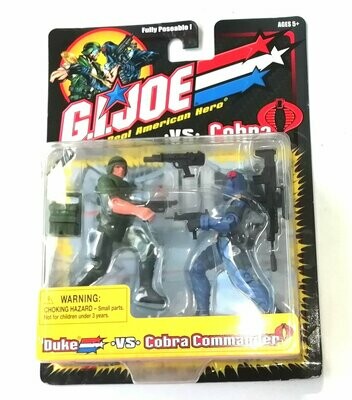 Fully Poseable !
AGES 5+
G.I. JOE
Real American Hero
·VS· Cobra
WARNING:
CHOKING HAZARD – Small parts.
Not for children under 3 years.
Duke ·VS· Cobra Commander